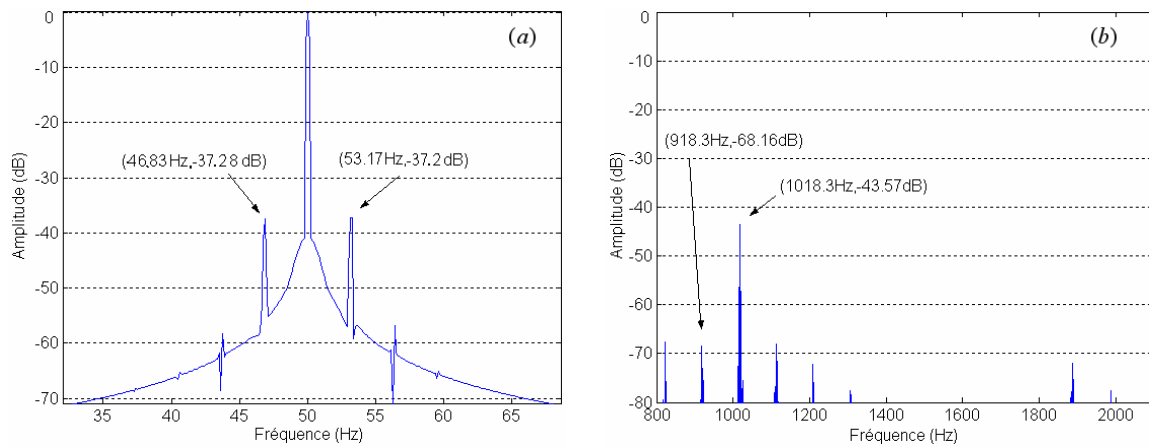 (a)
0
-10
-20
-30
-40
-50
-60
-70
Amplitude (dB)
(46.83Hz,-37.28 dB)
(53.17Hz,-37.2dB)
35 40 45 50 55 60 65
Fréquence (Hz)
(b)
0
-10
-20
-30
-40
-50
-60
-70
-80
Amplitude (dB)
(918.3Hz,-68.16dB)
(1018.3Hz,-43.57dB)
800 1000 1200 1400 1600 1800 2000
Fréquence (Hz)